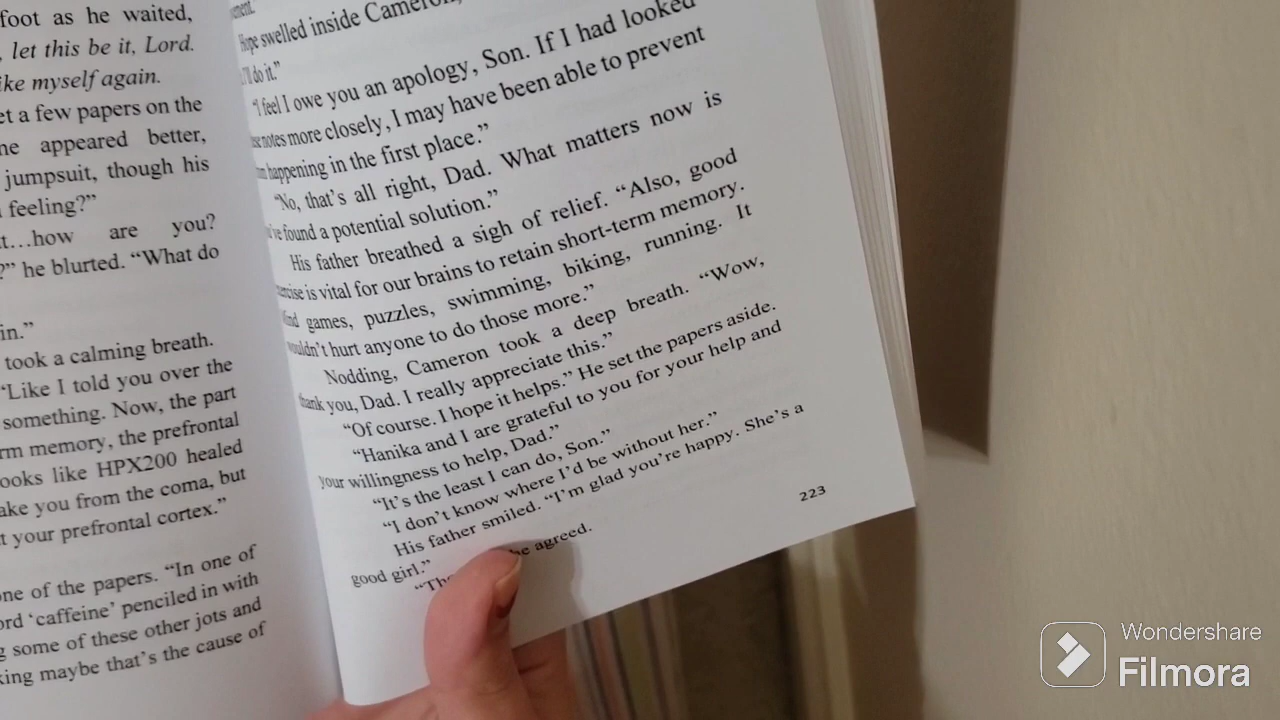 foot as he waited,
, let this be it, Lord.
ike myself again.
et a few papers on the
ne appeared better,
jumpsuit, though his
feeling?”
t…how are you?
?” he blurted. “What do
in.”
took a calming breath.
“Like I told you over the
something. Now, the part
rm memory, the prefrontal
ooks like HPX200 healed
ake you from the coma, but
t your prefrontal cortex.”
ne of the papers. “In one of
ord ‘caffeine’ penciled in with
g some of these other jots and
king maybe that’s the cause of
Hope swelled inside Cameron,
I’ll do it.”
“I feel I owe you an apology, Son. If I had looked
notes more closely, I may have been able to prevent
happening in the first place.”
“No, that’s all right, Dad. What matters now is
found a potential solution.”
His father breathed a sigh of relief. “Also, good
is vital for our brains to retain short-term memory.
games, puzzles, swimming, biking, running. It
wouldn’t hurt anyone to do those more.”
Nodding, Cameron took a deep breath. “Wow,
thank you, Dad. I really appreciate this.”
“Of course. I hope it helps.” He set the papers aside.
“Hanika and I are grateful to you for your help and
your willingness to help, Dad.”
“It’s the least I can do, Son.”
“I don’t know where I’d be without her.”
His father smiled. “I’m glad you’re happy. She’s a
good girl.”
he agreed.
223
Wondershare
Filmora